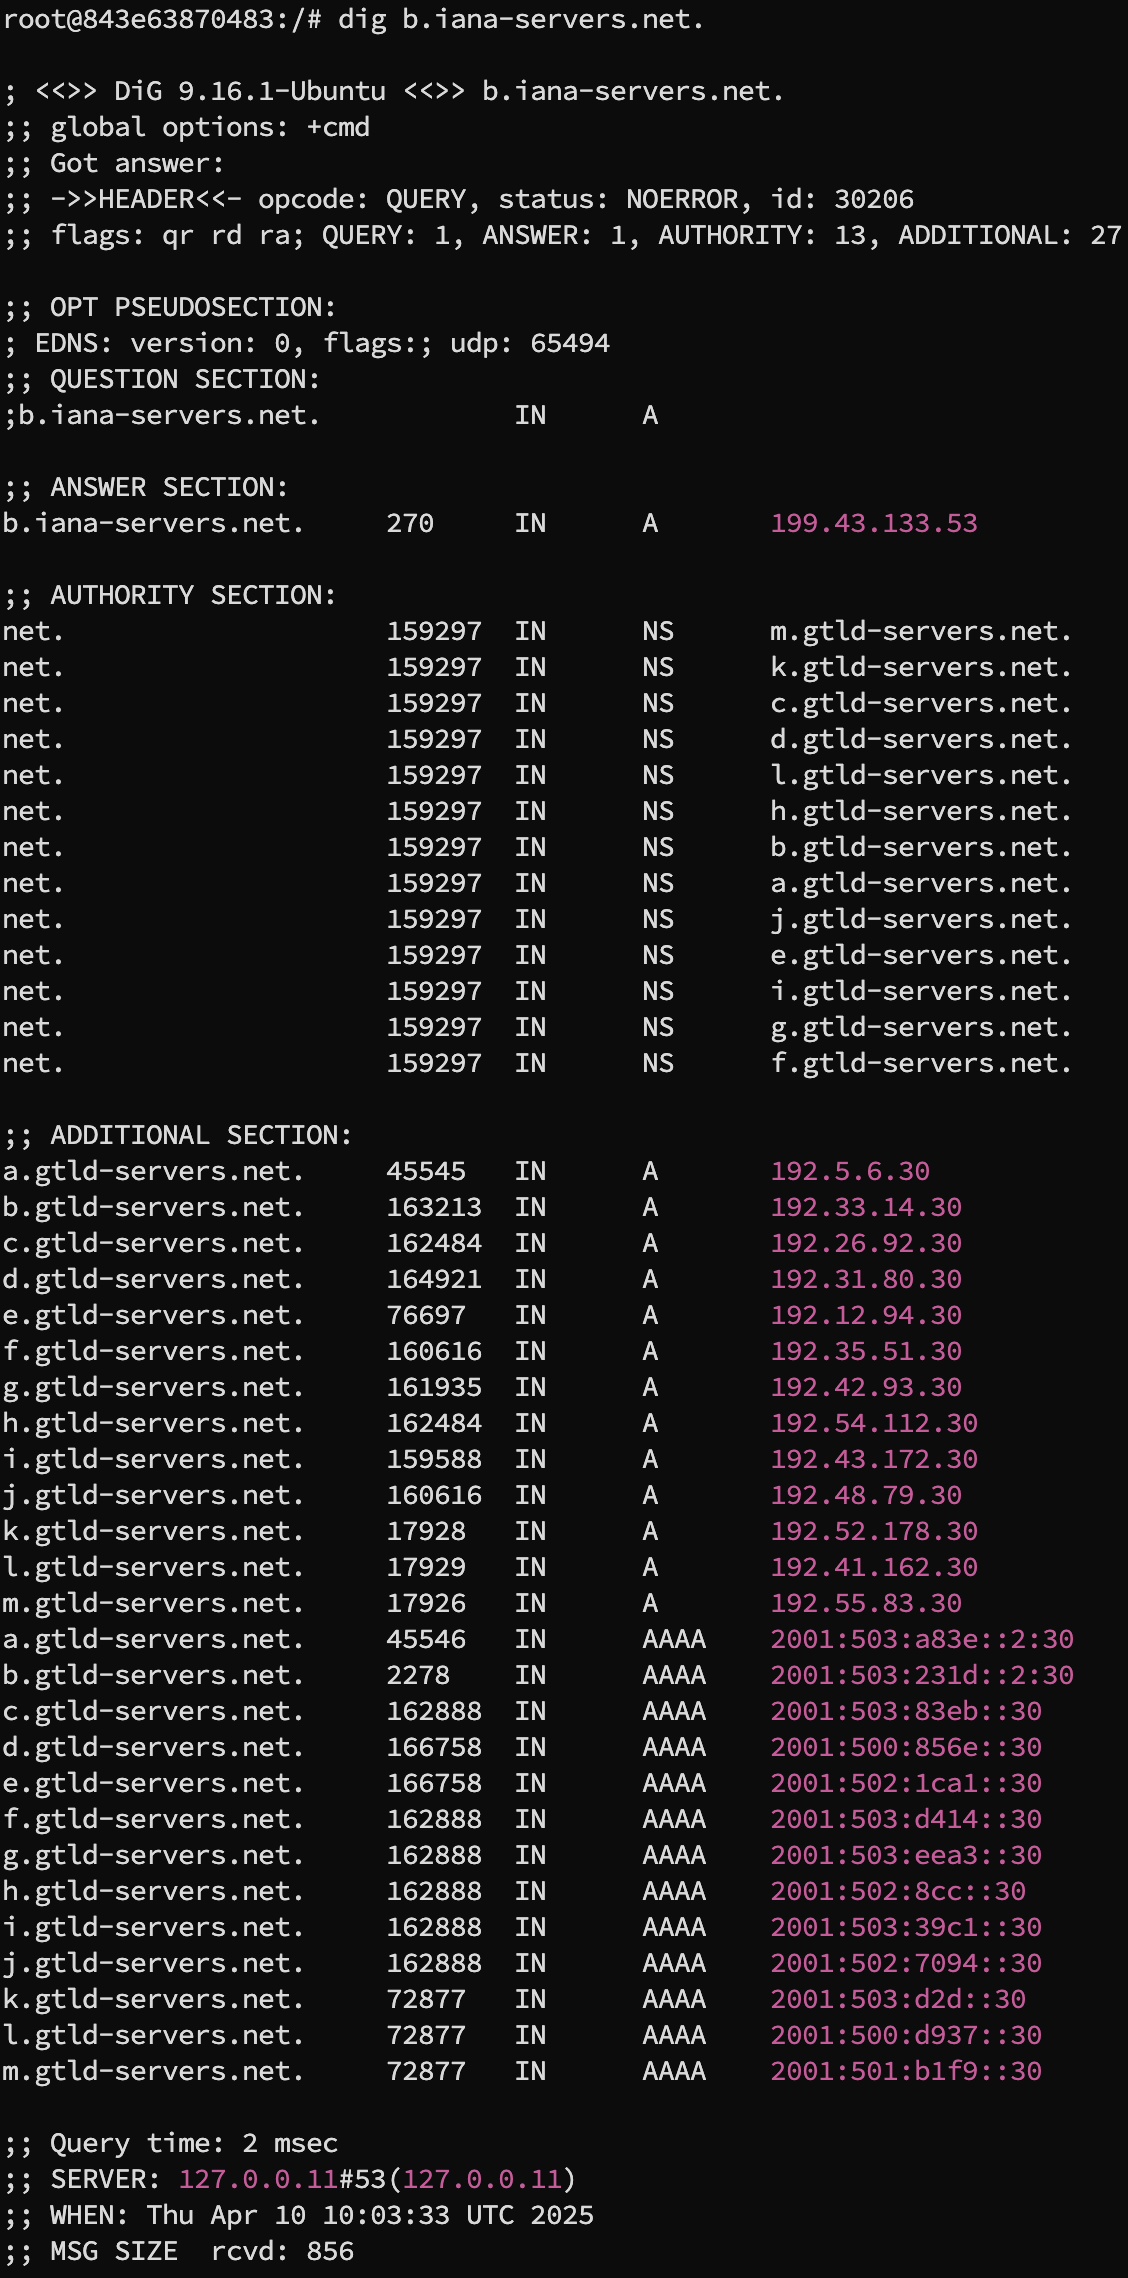 root@843e63870483:/# dig b.iana-servers.net.

; <<>> DiG 9.16.1-Ubuntu <<>> b.iana-servers.net.
;; global options: +cmd
;; Got answer:
;; ->>HEADER<<- opcode: QUERY, status: NOERROR, id: 30206
;; flags: qr rd ra; QUERY: 1, ANSWER: 1, AUTHORITY: 13, ADDITIONAL: 27

;; OPT PSEUDOSECTION:
; EDNS: version: 0, flags:; udp: 65494
;; QUESTION SECTION:
;b.iana-servers.net.		IN	A

;; ANSWER SECTION:
b.iana-servers.net.	270	IN	A	199.43.133.53

;; AUTHORITY SECTION:
net.			159297	IN	NS	m.gtld-servers.net.
net.			159297	IN	NS	k.gtld-servers.net.
net.			159297	IN	NS	c.gtld-servers.net.
net.			159297	IN	NS	d.gtld-servers.net.
net.			159297	IN	NS	l.gtld-servers.net.
net.			159297	IN	NS	h.gtld-servers.net.
net.			159297	IN	NS	b.gtld-servers.net.
net.			159297	IN	NS	a.gtld-servers.net.
net.			159297	IN	NS	j.gtld-servers.net.
net.			159297	IN	NS	e.gtld-servers.net.
net.			159297	IN	NS	i.gtld-servers.net.
net.			159297	IN	NS	g.gtld-servers.net.
net.			159297	IN	NS	f.gtld-servers.net.

;; ADDITIONAL SECTION:
a.gtld-servers.net.	45545	IN	A	192.5.6.30
b.gtld-servers.net.	163213	IN	A	192.33.14.30
c.gtld-servers.net.	162484	IN	A	192.26.92.30
d.gtld-servers.net.	164921	IN	A	192.31.80.30
e.gtld-servers.net.	76697	IN	A	192.12.94.30
f.gtld-servers.net.	160616	IN	A	192.35.51.30
g.gtld-servers.net.	161935	IN	A	192.42.93.30
h.gtld-servers.net.	162484	IN	A	192.54.112.30
i.gtld-servers.net.	159588	IN	A	192.43.172.30
j.gtld-servers.net.	160616	IN	A	192.48.79.30
k.gtld-servers.net.	17928	IN	A	192.52.178.30
l.gtld-servers.net.	17929	IN	A	192.41.162.30
m.gtld-servers.net.	17926	IN	A	192.55.83.30
a.gtld-servers.net.	45546	IN	AAAA	2001:503:a83e::2:30
b.gtld-servers.net.	2278	IN	AAAA	2001:503:231d::2:30
c.gtld-servers.net.	162888	IN	AAAA	2001:503:83eb::30
d.gtld-servers.net.	166758	IN	AAAA	2001:500:856e::30
e.gtld-servers.net.	166758	IN	AAAA	2001:502:1ca1::30
f.gtld-servers.net.	162888	IN	AAAA	2001:503:d414::30
g.gtld-servers.net.	162888	IN	AAAA	2001:503:eea3::30
h.gtld-servers.net.	162888	IN	AAAA	2001:502:8cc::30
i.gtld-servers.net.	162888	IN	AAAA	2001:503:39c1::30
j.gtld-servers.net.	162888	IN	AAAA	2001:502:7094::30
k.gtld-servers.net.	72877	IN	AAAA	2001:503:d2d::30
l.gtld-servers.net.	72877	IN	AAAA	2001:500:d937::30
m.gtld-servers.net.	72877	IN	AAAA	2001:501:b1f9::30

;; Query time: 2 msec
;; SERVER: 127.0.0.11#53(127.0.0.11)
;; WHEN: Thu Apr 10 10:03:33 UTC 2025
;; MSG SIZE  rcvd: 856